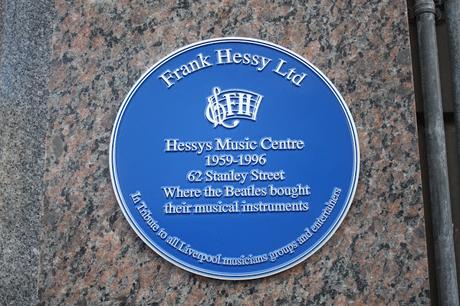 Frank Hessy Ltd
FH
Hessys Music Centre
1959-1996
62 Stanley Street
Where the Beatles bought
their musical instruments
In Tribute to all Liverpool musicians groups and entertainers